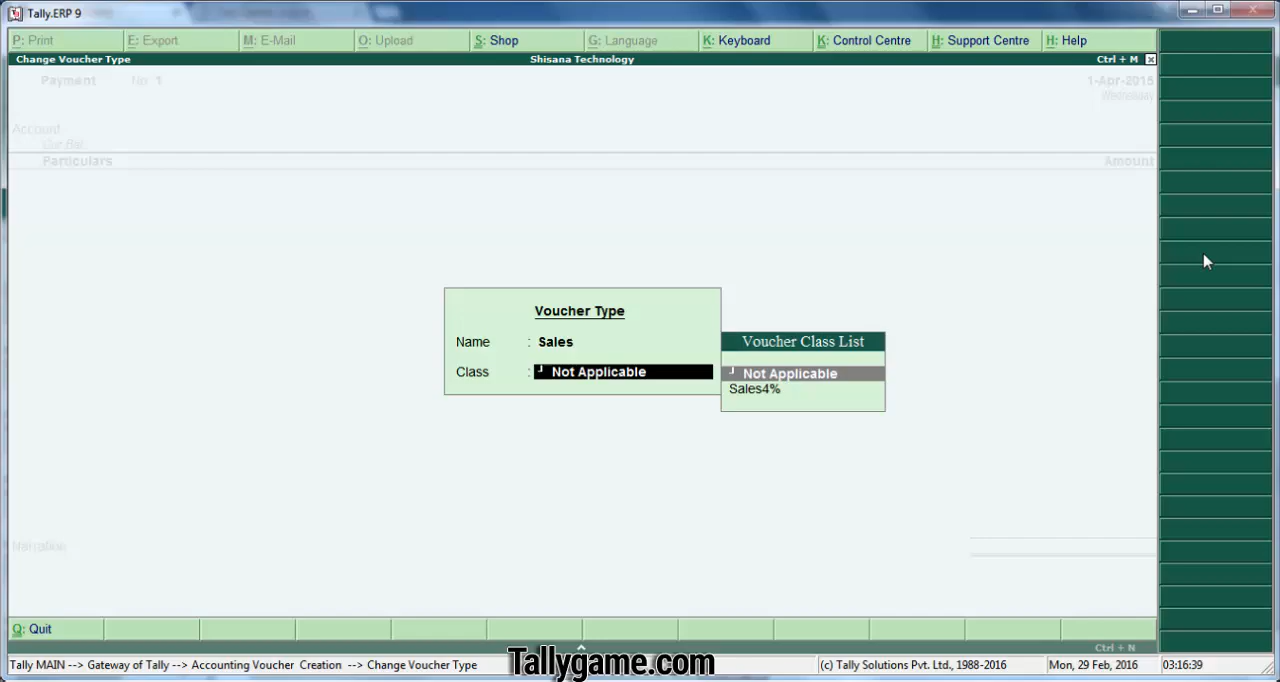 Tally.ERP 9
P: Print E: Export M: E-Mail O: Upload S: Shop G: Language K: Keyboard K: Control Centre H: Support Centre H: Help
Change Voucher Type Shisana Technology Ctrl + M
Payment No. 1 1-Apr-2015
Wednesday
Account
Cur Bal:
Particulars Amount
Voucher Type
Name : Sales
Class : ┘ Not Applicable
Voucher Class List
┘ Not Applicable
Sales4%
Narration:
Q: Quit
Ctrl + N
Tally MAIN --> Gateway of Tally --> Accounting Voucher Creation --> Change Voucher Type (c) Tally Solutions Pvt. Ltd., 1988-2016 Mon, 29 Feb, 2016 03:16:39
Tallygame.com